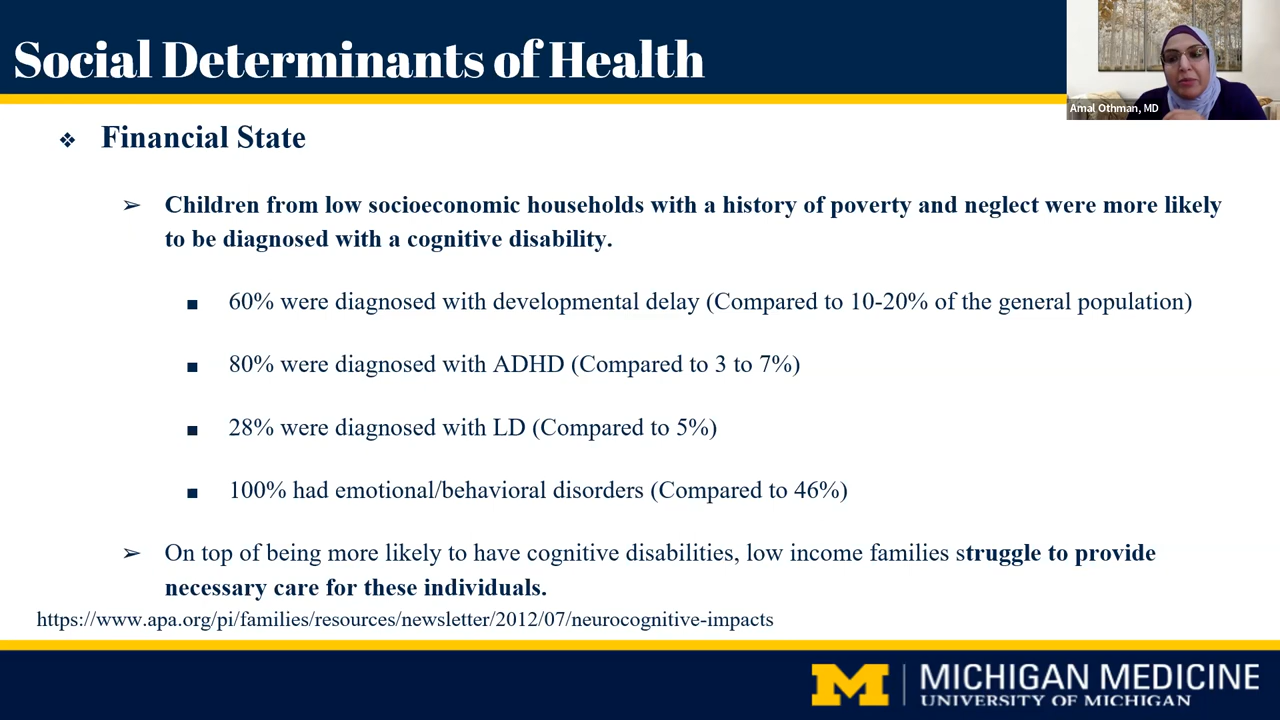 Social Determinants of Health
Amal Othman, MD
❖ Financial State
➢ Children from low socioeconomic households with a history of poverty and neglect were more likely
to be diagnosed with a cognitive disability.
■ 60% were diagnosed with developmental delay (Compared to 10-20% of the general population)
■ 80% were diagnosed with ADHD (Compared to 3 to 7%)
■ 28% were diagnosed with LD (Compared to 5%)
■ 100% had emotional/behavioral disorders (Compared to 46%)
➢ On top of being more likely to have cognitive disabilities, low income families struggle to provide
necessary care for these individuals.
https://www.apa.org/pi/families/resources/newsletter/2012/07/neurocognitive-impacts
M | MICHIGAN MEDICINE
UNIVERSITY OF MICHIGAN